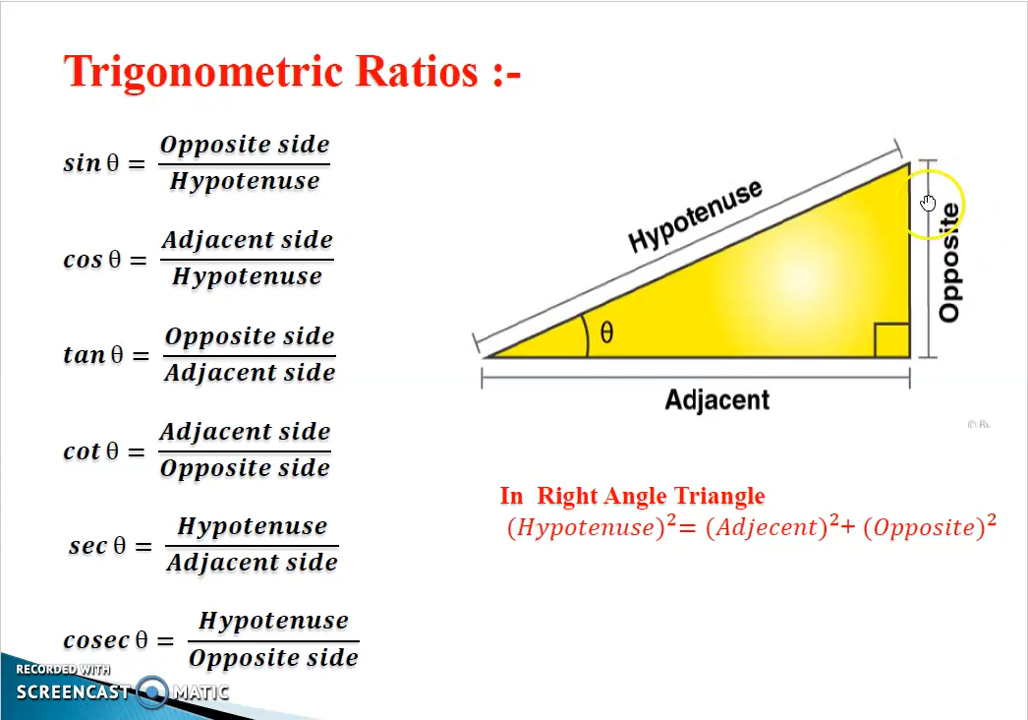 Trigonometric Ratios :-
sin θ = Opposite side / Hypotenuse
cos θ = Adjacent side / Hypotenuse
tan θ = Opposite side / Adjacent side
cot θ = Adjacent side / Opposite side
sec θ = Hypotenuse / Adjacent side
cosec θ = Hypotenuse / Opposite side
Hypotenuse
Opposite
θ
Adjacent
In Right Angle Triangle
(Hypotenuse)²= (Adjecent)²+ (Opposite)²
RECORDED WITH
SCREENCAST MATIC